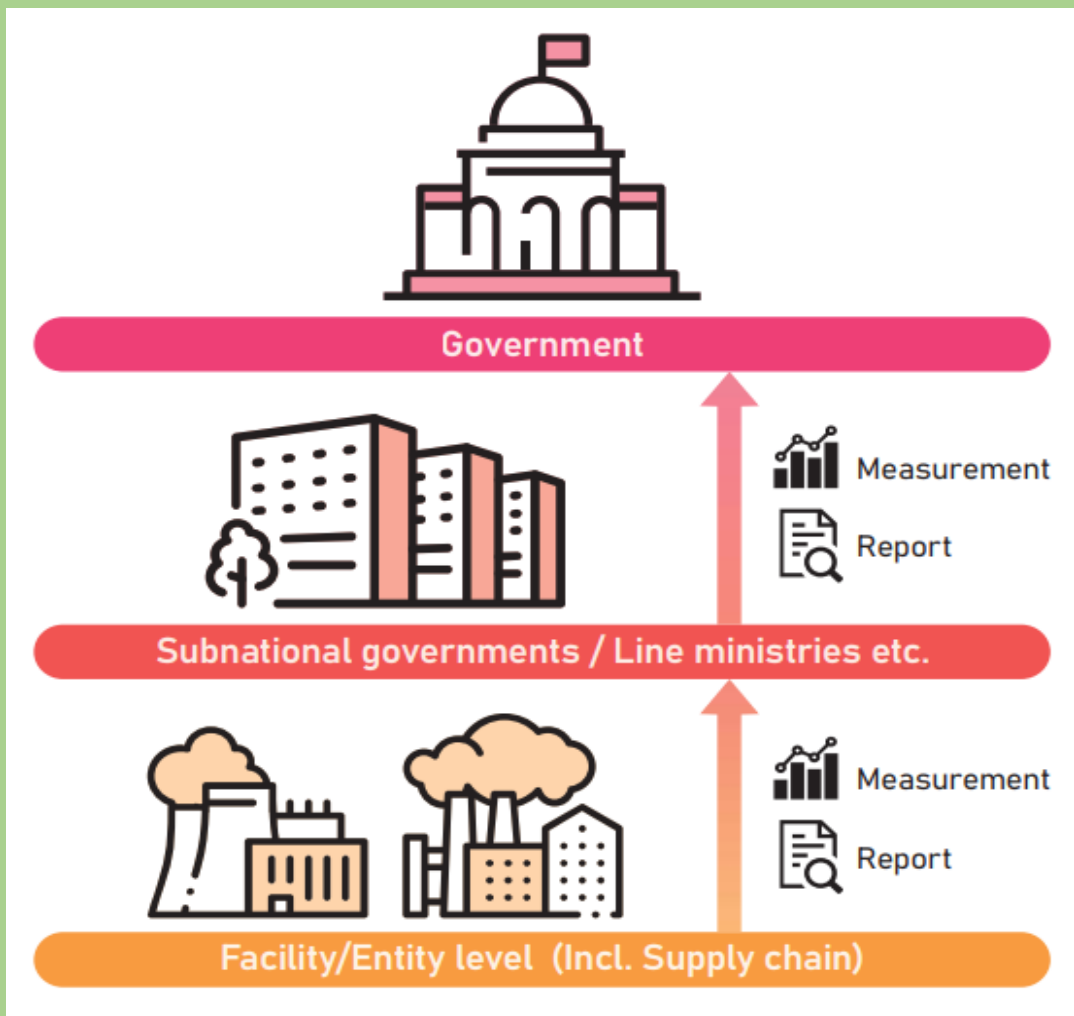 Government
Measurement
Report
Subnational governments / Line ministries etc.
Measurement
Report
Facility/Entity level (Incl. Supply chain)